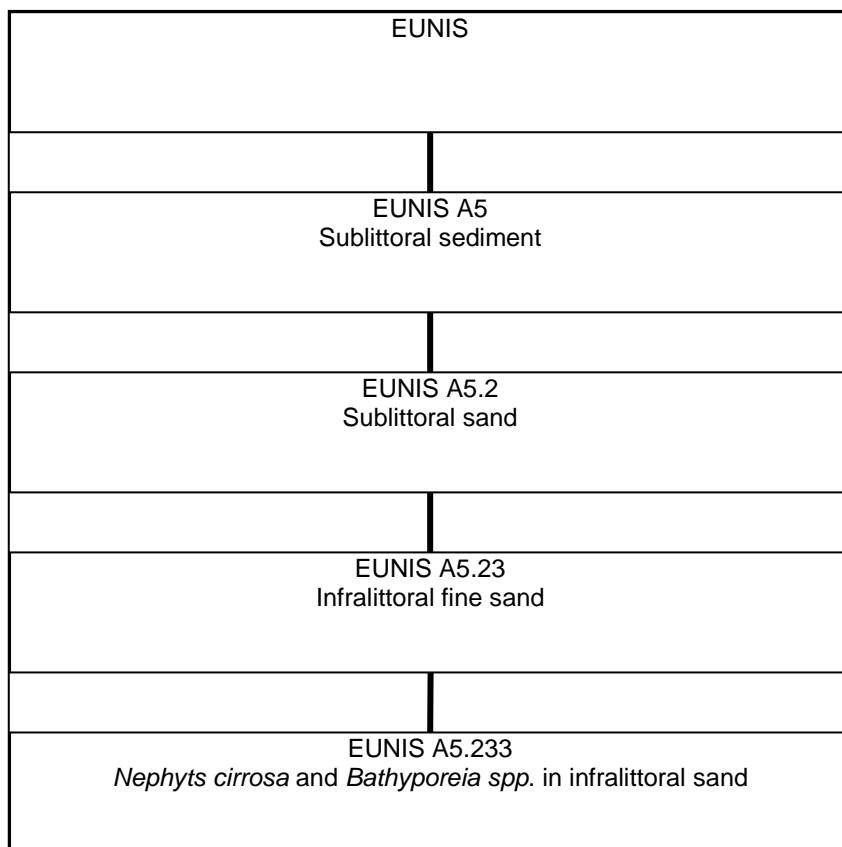 EUNIS
EUNIS A5
Sublittoral sediment
EUNIS A5.2
Sublittoral sand
EUNIS A5.23
Infralittoral fine sand
EUNIS A5.233
Nephyts cirrosa and Bathyporeia spp. in infralittoral sand